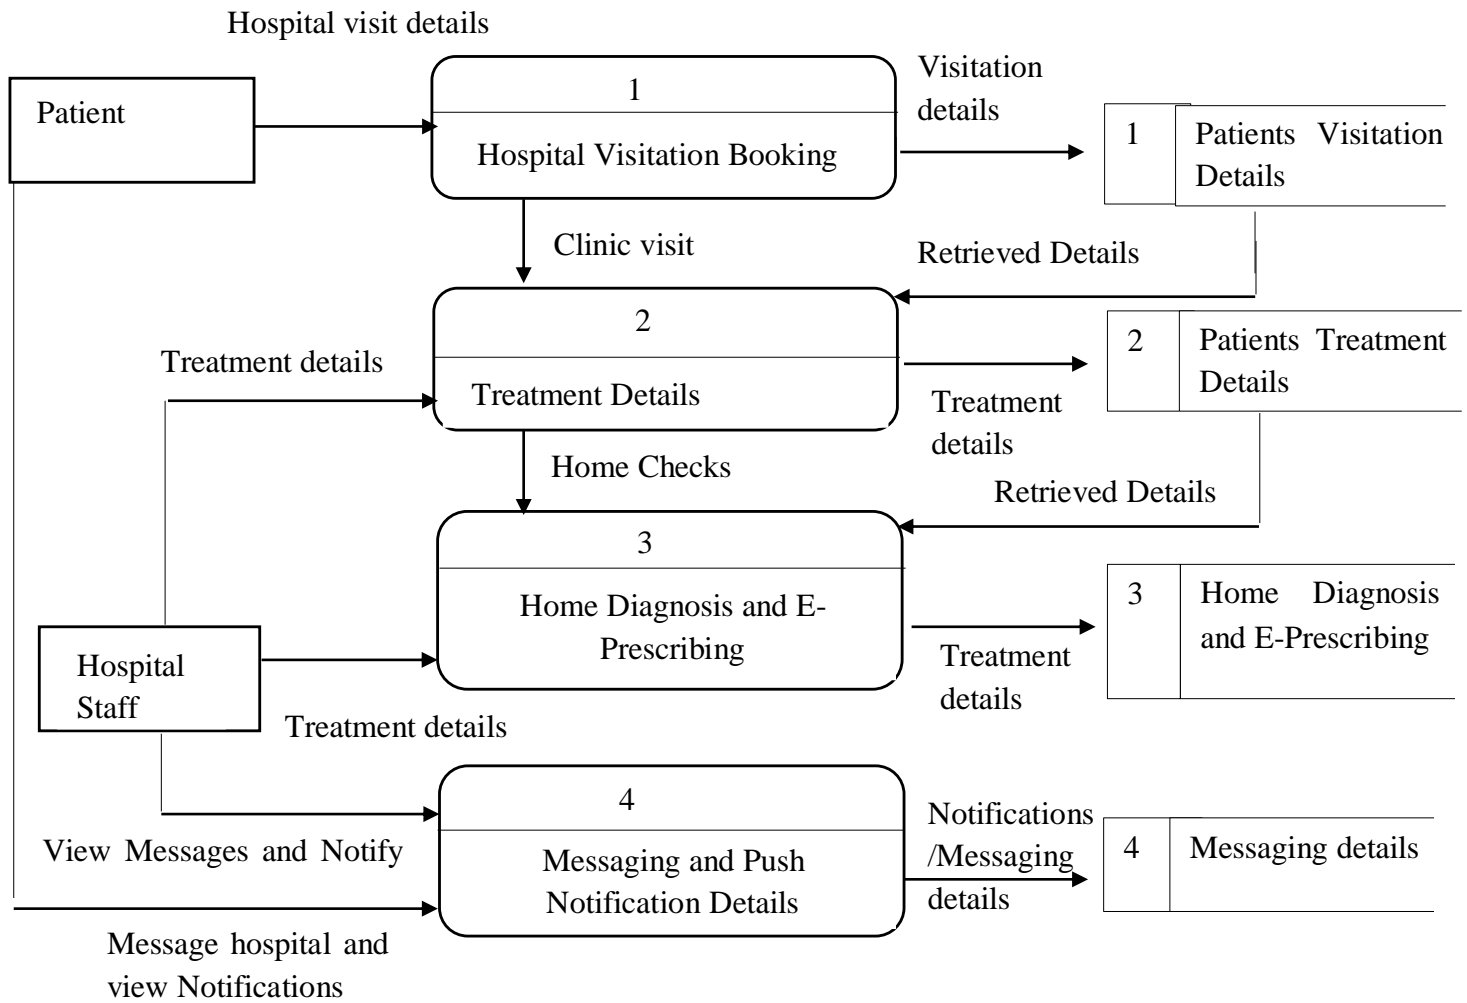 Hospital visit details
Patient
1
Hospital Visitation Booking
Visitation
details
1
Patients Visitation
Details
Clinic visit
Retrieved Details
2
Treatment Details
Treatment details
2
Patients Treatment
Details
Treatment
details
Home Checks
Retrieved Details
3
Home Diagnosis and E-
Prescribing
3
Home Diagnosis
and E-Prescribing
Treatment
details
Hospital
Staff
Treatment details
4
Messaging and Push
Notification Details
Notifications
/Messaging
details
4
Messaging details
View Messages and Notify
Message hospital and
view Notifications